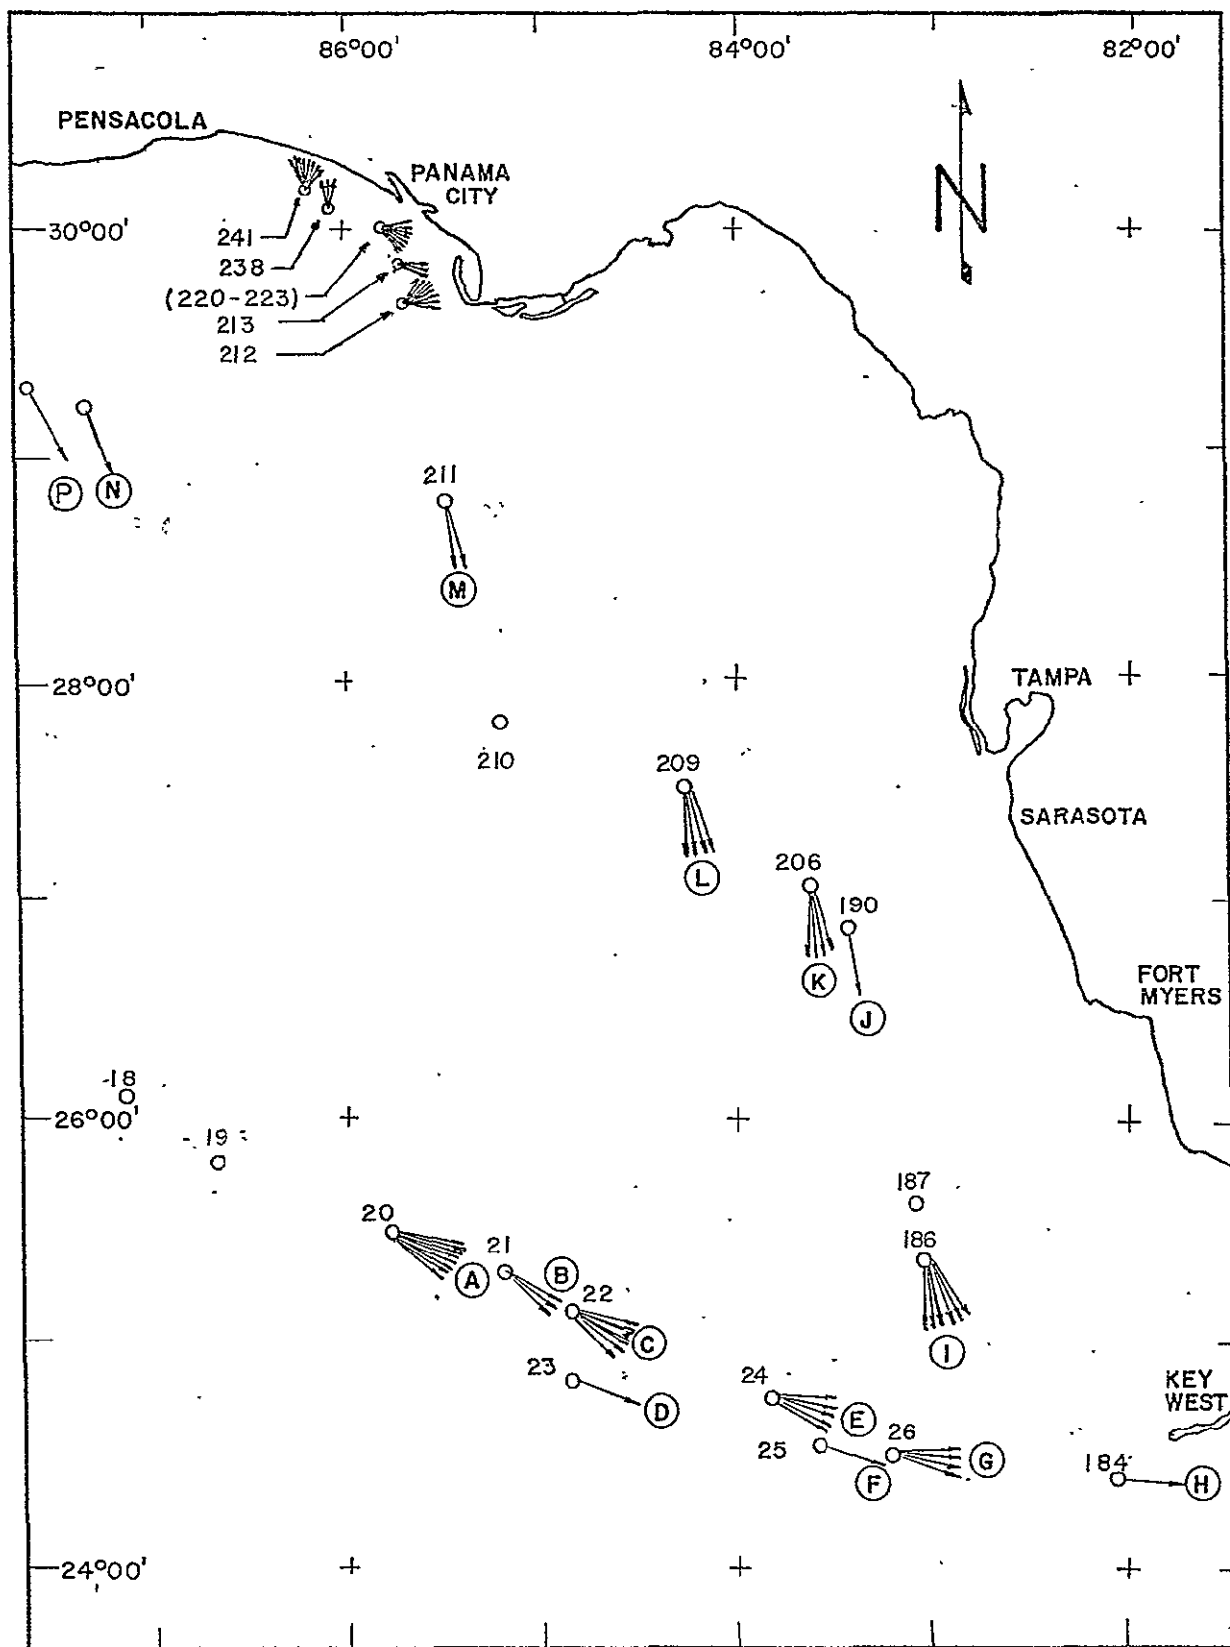 86°00' 84°00' 82°00'
PENSACOLA
N
PANAMA
CITY
30°00'
241
238
(220-223)
213
212
P N
211
M
28°00'
TAMPA
210
209
SARASOTA
L
206
190
K
FORT
MYERS
J
18
26°00'
19
187
20
186
21 B
A
22
C
I
23
24
KEY
WEST
D
E
26
25
G
184
F
H
24°00'